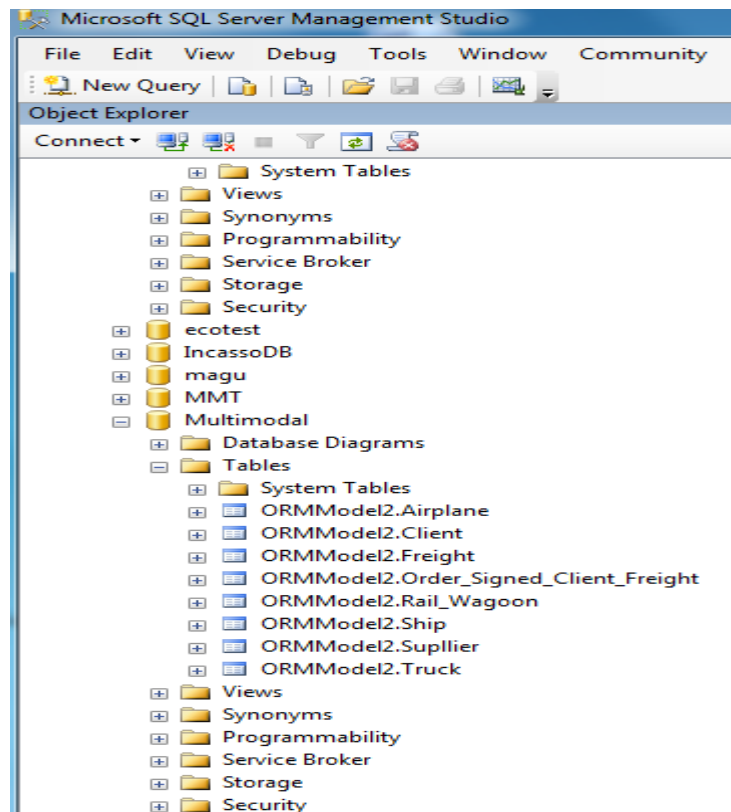 Microsoft SQL Server Management Studio
File Edit View Debug Tools Window Community
New Query
Object Explorer
Connect
System Tables
Views
Synonyms
Programmability
Service Broker
Storage
Security
ecotest
IncassoDB
magu
MMT
Multimodal
Database Diagrams
Tables
System Tables
ORMModel2.Airplane
ORMModel2.Client
ORMModel2.Freight
ORMModel2.Order_Signed_Client_Freight
ORMModel2.Rail_Wagoon
ORMModel2.Ship
ORMModel2.Supllier
ORMModel2.Truck
Views
Synonyms
Programmability
Service Broker
Storage
Security